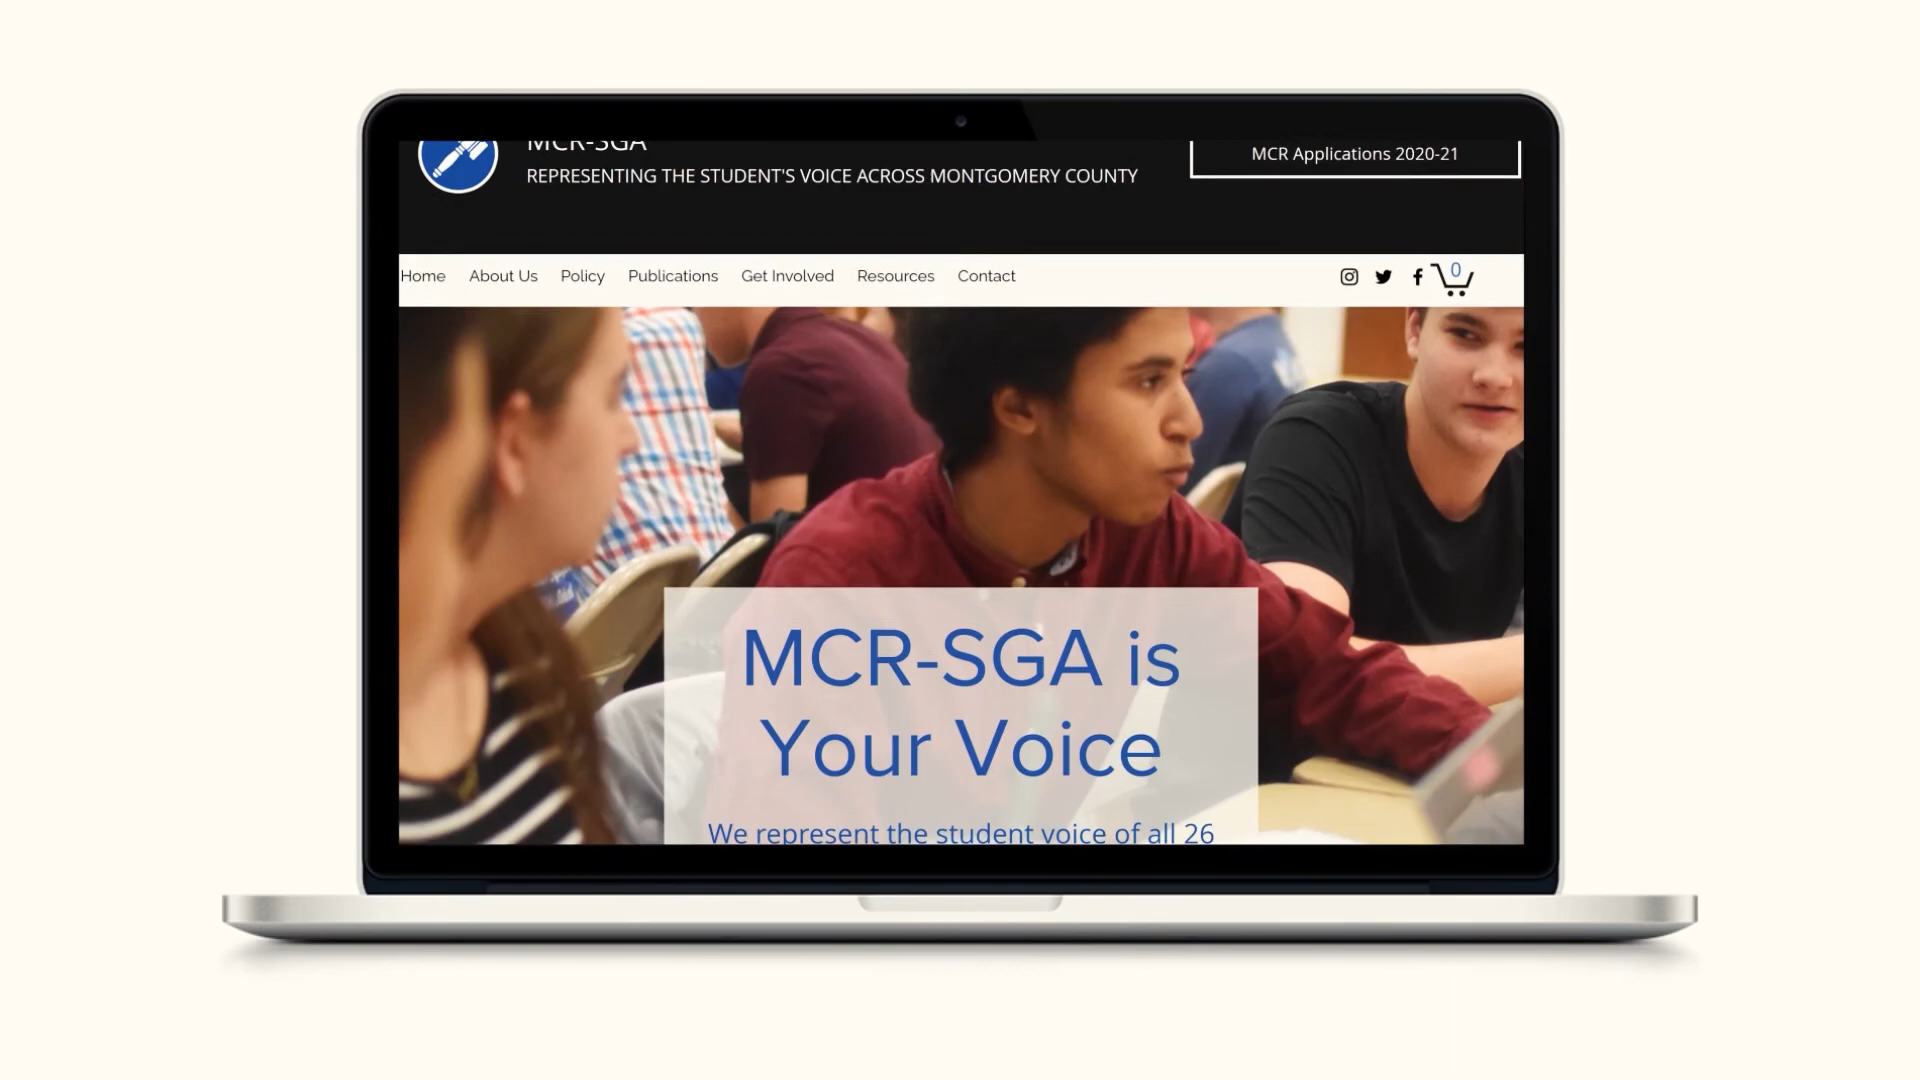 MCR-SGA
REPRESENTING THE STUDENT'S VOICE ACROSS MONTGOMERY COUNTY
MCR Applications 2020-21
Home About Us Policy Publications Get Involved Resources Contact
0
MCR-SGA is
Your Voice
We represent the student voice of all 26